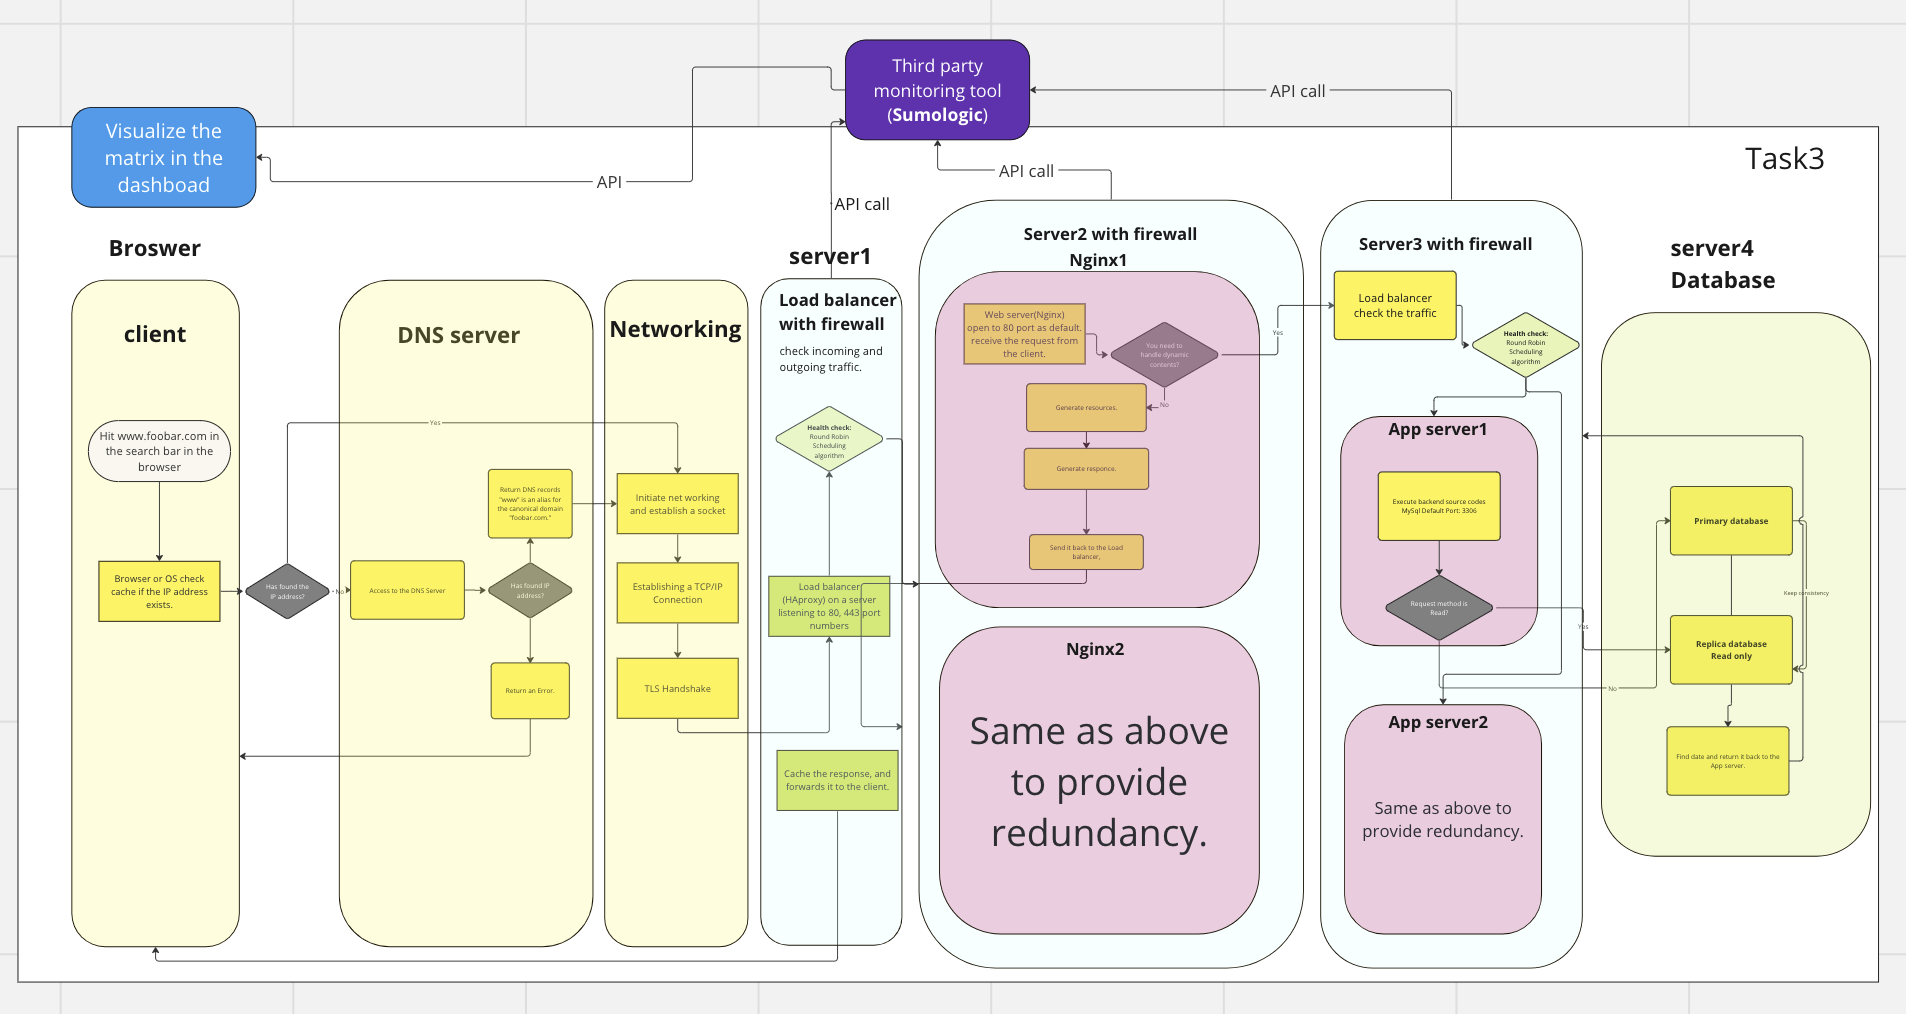 Third party
monitoring tool
(Sumologic)
API call
Visualize the
matrix in the
dashboad
Task3
API
API call
API call
Broswer
client
Hit www.foobar.com in
the search bar in the
browser
Browser or OS check
cache if the IP address
exists.
Has found the
IP address?
Yes
No
DNS server
Return DNS records
"www" is an alias for
the canonical domain
"foobar.com."
Access to the DNS Server
Has found IP
address?
Return an Error.
Networking
Initiate net working
and establish a socket
Establishing a TCP/IP
Connection
TLS Handshake
server1
Load balancer
with firewall
check incoming and
outgoing traffic.
Health check:
Round Robin
Scheduling
algorithm
Load balancer
(HAproxy) on a server
listening to 80, 443 port
numbers
Cache the response, and
forwards it to the client.
Server2 with firewall
Nginx1
Web server(Nginx)
open to 80 port as default.
receive the request from
the client.
You need to
handle dynamic
contents?
Yes
No
Generate resources.
Generate responce.
Send it back to the Load
balancer,
Nginx2
Same as above
to provide
redundancy.
Server3 with firewall
Load balancer
check the traffic
Health check:
Round Robin
Scheduling
algorithm
App server1
Execute backend source codes
MySql Default Port: 3306
Request method is
Read?
Yes
No
App server2
Same as above to
provide redundancy.
server4
Database
Primary database
Keep consistency
Replica database
Read only
Find date and return it back to the
App server.